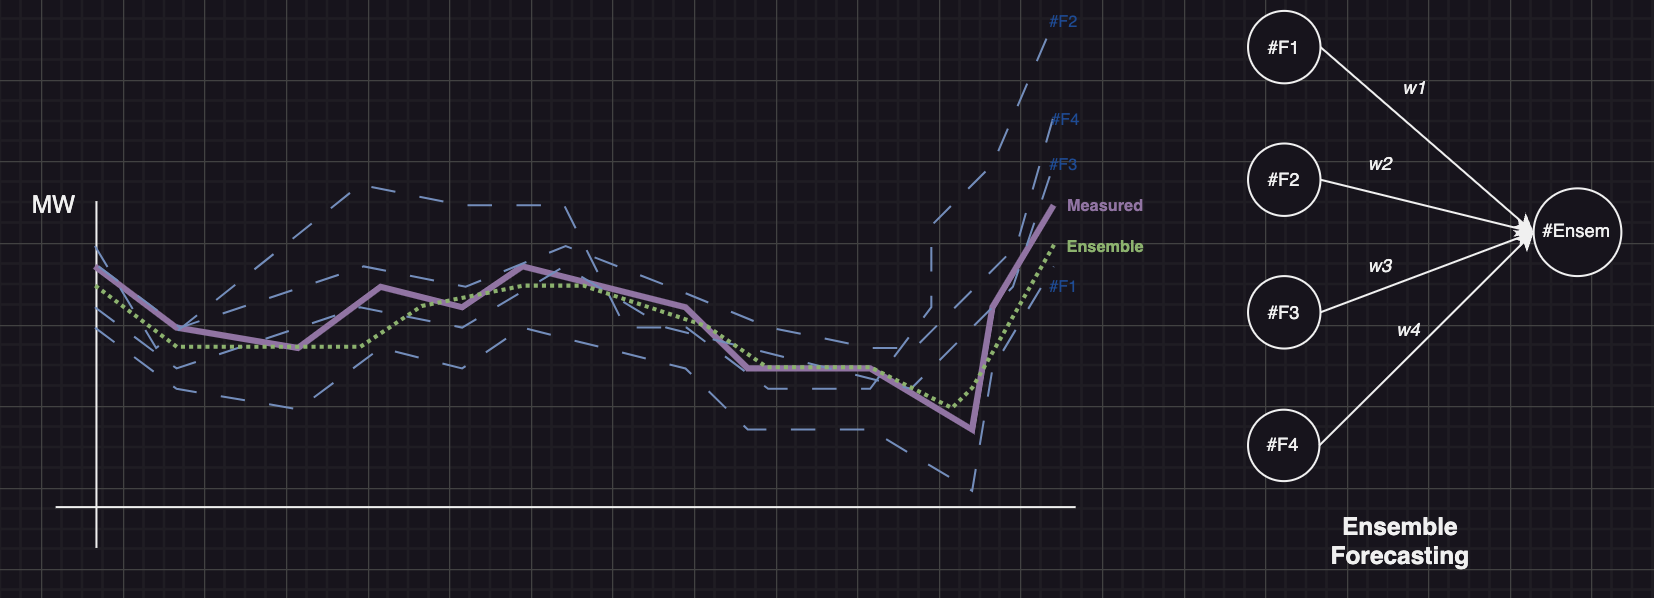 MW
#F2
#F4
#F3
Measured
Ensemble
#F1
#F1
w1
#F2
w2
#Ensem
#F3
w3
#F4
w4
Ensemble
Forecasting